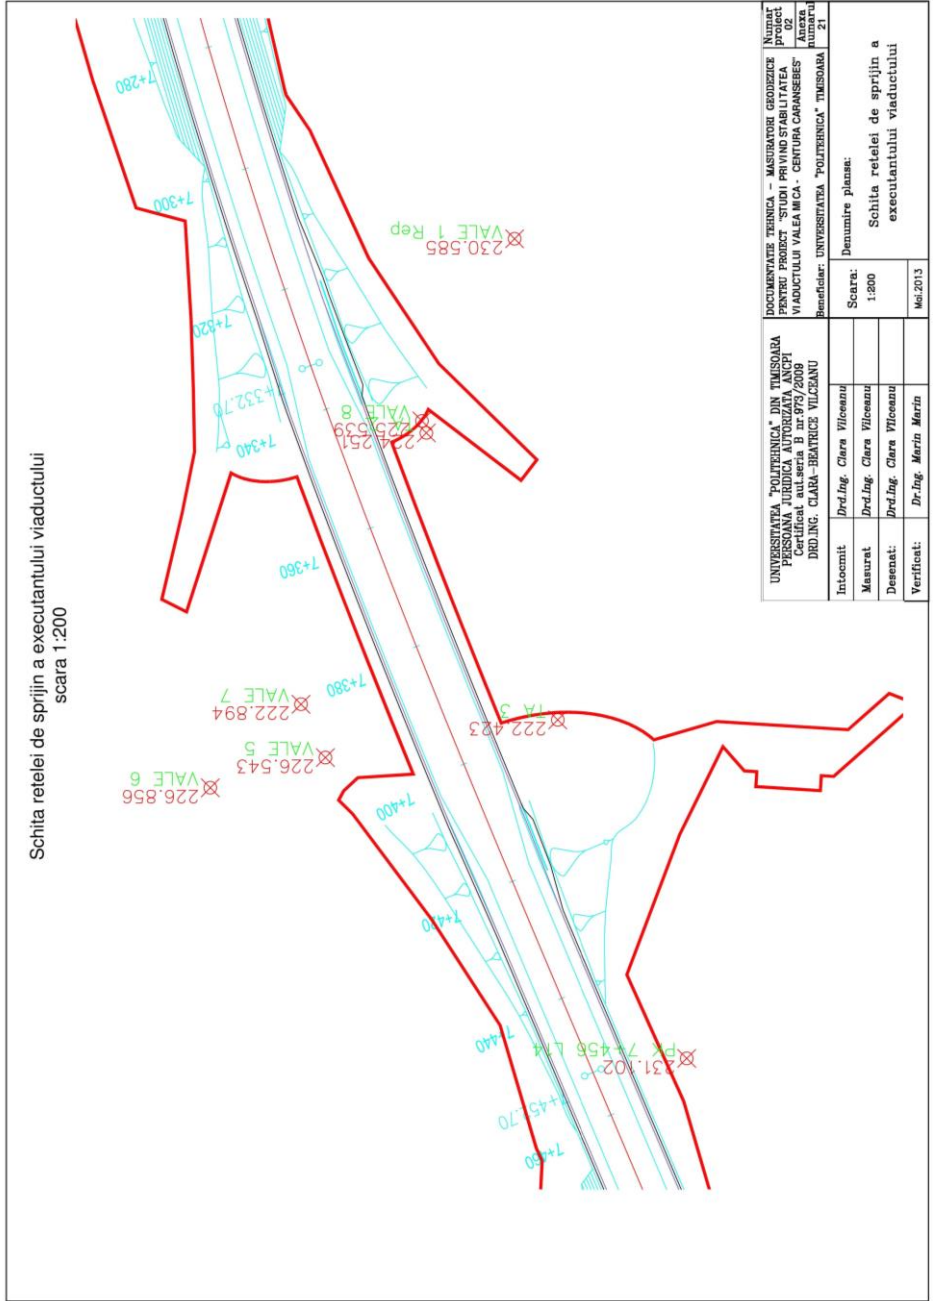 Schita retelei de sprijin a executantului viaductului
scara 1:200
7+280
7+300
7+320
7+332.70
7+340
7+360
7+380
7+400
7+420
7+440
7+460
VALE 1 Rep
230.585
VALE 8
225.539
224.251
VALE 7
222.894
VALE 5
226.543
VALE 6
226.856
TA 3
222.423
PK 7+456 L14
231.102
UNIVERSITATEA "POLITEHNICA" DIN TIMISOARA
PERSOANA JURIDICA AUTORIZATA ANCPI
Certificat aut.seria B nr.973/2009
DRD.ING. CLARA-BEATRICE VILCEANU
DOCUMENTATIE TEHNICA - MASURATORI GEODEZICE
PENTRU PROIECT "STUDII PRIVIND STABILITATEA
VIADUCTULUI VALEA MICA - CENTURA CARANSEBES"
Beneficiar: UNIVERSITATEA "POLITEHNICA" TIMISOARA
Numar
proiect
02
Anexa
numarul
21
Intocmit Drd.Ing. Clara Vilceanu
Masurat Drd.Ing. Clara Vilceanu
Desenat: Drd.Ing. Clara Vilceanu
Verificat: Dr.Ing. Marin Marin
Scara:
1:200
Mai.2013
Denumire plansa:
Schita retelei de sprijin a
executantului viaductului